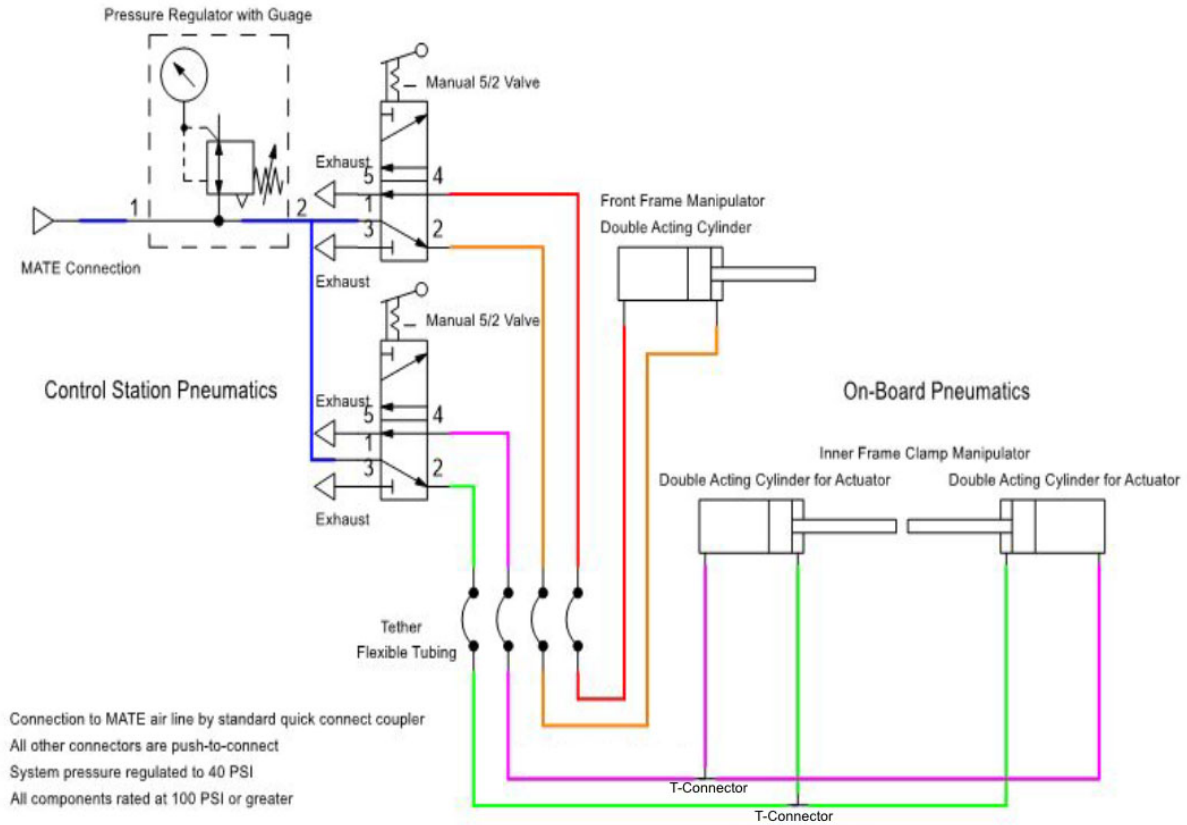 Pressure Regulator with Guage
Manual 5/2 Valve
Exhaust
5
4
1
2
1
3
2
MATE Connection
Exhaust
Front Frame Manipulator
Double Acting Cylinder
Manual 5/2 Valve
Control Station Pneumatics
On-Board Pneumatics
Exhaust
5
4
1
3
2
Exhaust
Inner Frame Clamp Manipulator
Double Acting Cylinder for Actuator
Double Acting Cylinder for Actuator
Tether
Flexible Tubing
Connection to MATE air line by standard quick connect coupler
All other connectors are push-to-connect
System pressure regulated to 40 PSI
All components rated at 100 PSI or greater
T-Connector
T-Connector